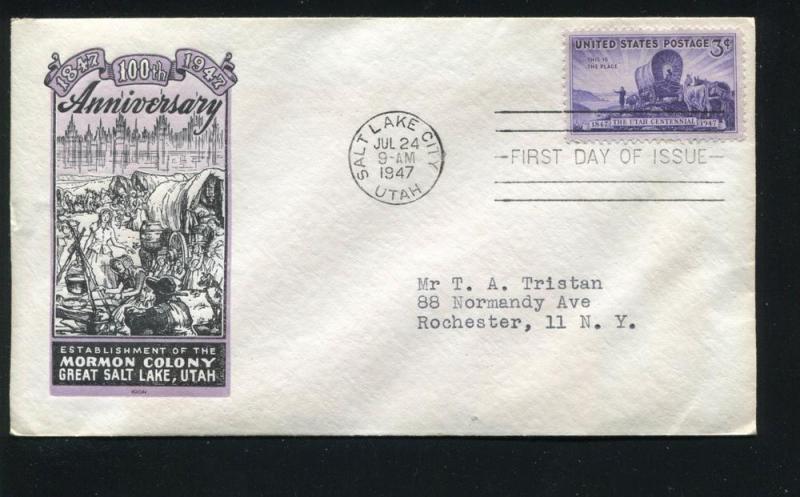 1847 100th 1947
Anniversary
ESTABLISHMENT OF THE
MORMON COLONY
GREAT SALT LAKE, UTAH
SALT LAKE CITY
JUL 24
9-AM
1947
UTAH
UNITED STATES POSTAGE 3¢
THIS IS
THE PLACE
1847 THE UTAH CENTENNIAL 1947
FIRST DAY OF ISSUE
Mr T. A. Tristan
88 Normandy Ave
Rochester, 11 N. Y.